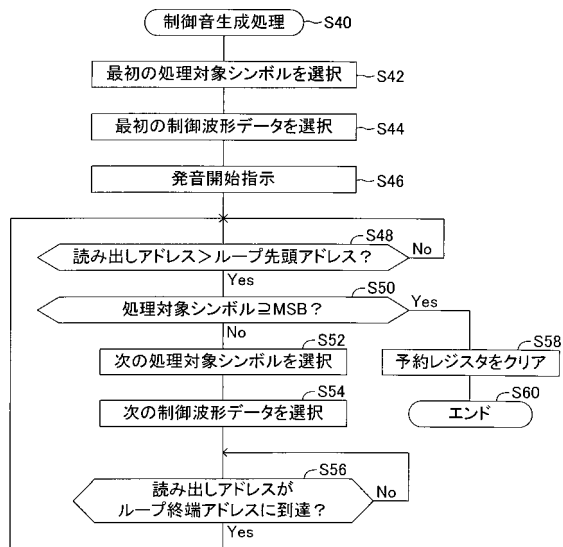 制御音生成処理 S40
最初の処理対象シンボルを選択 S42
最初の制御波形データを選択 S44
発音開始指示 S46
S48
読み出しアドレス＞ループ先頭アドレス？ No
Yes
S50
処理対象シンボル⊇MSB？ Yes
No
S52
次の処理対象シンボルを選択
S58
予約レジスタをクリア
S54
次の制御波形データを選択
S60
エンド
S56
読み出しアドレスが
ループ終端アドレスに到達？ No
Yes